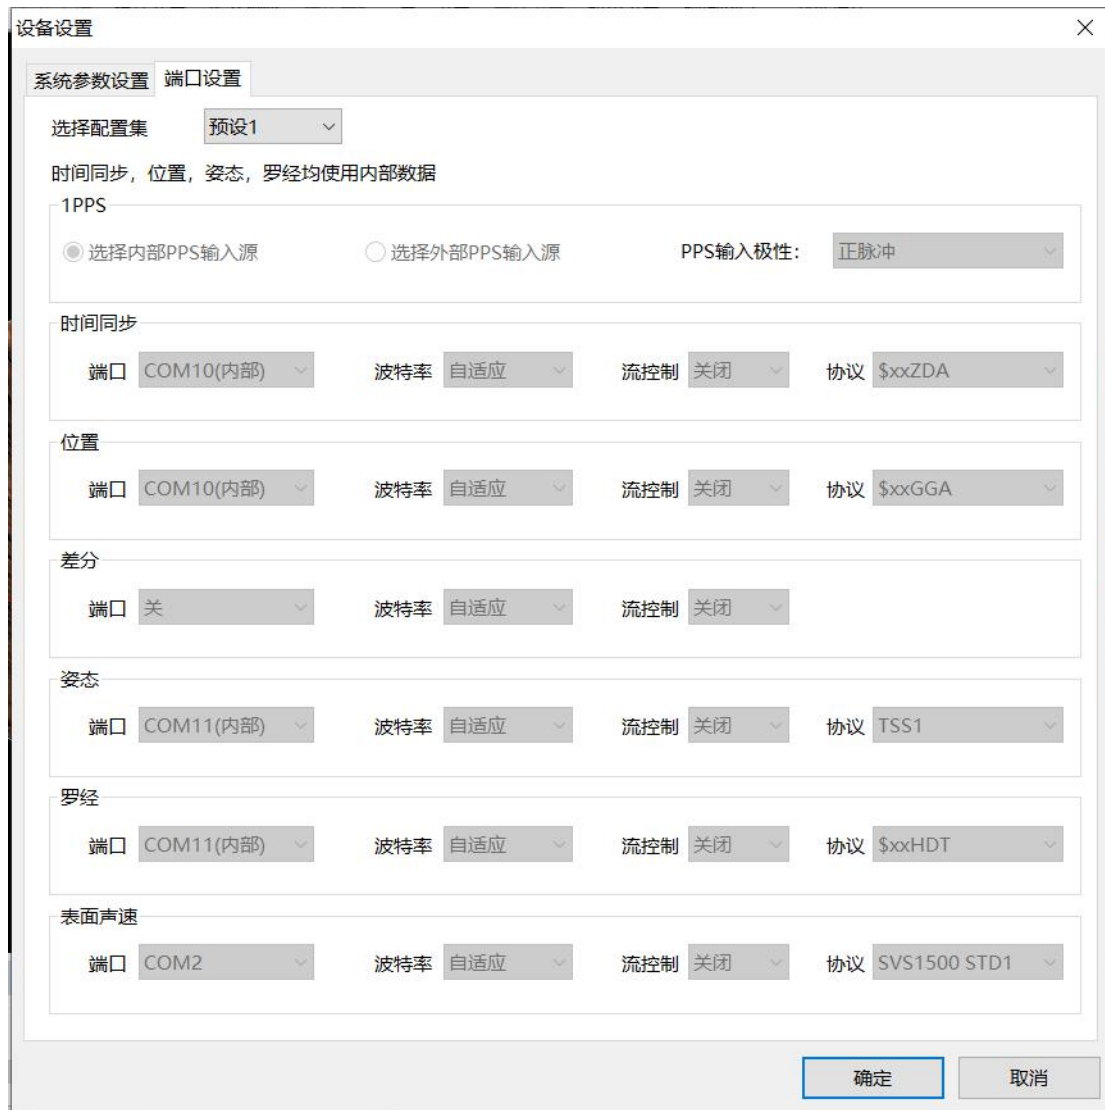 设备设置
系统参数设置 端口设置
选择配置集 预设1
时间同步，位置，姿态，罗经均使用内部数据
1PPS
选择内部PPS输入源 选择外部PPS输入源 PPS输入极性： 正脉冲
时间同步
端口 COM10(内部) 波特率 自适应 流控制 关闭 协议 $xxZDA
位置
端口 COM10(内部) 波特率 自适应 流控制 关闭 协议 $xxGGA
差分
端口 关 波特率 自适应 流控制 关闭
姿态
端口 COM11(内部) 波特率 自适应 流控制 关闭 协议 TSS1
罗经
端口 COM11(内部) 波特率 自适应 流控制 关闭 协议 $xxHDT
表面声速
端口 COM2 波特率 自适应 流控制 关闭 协议 SVS1500 STD1
确定 取消